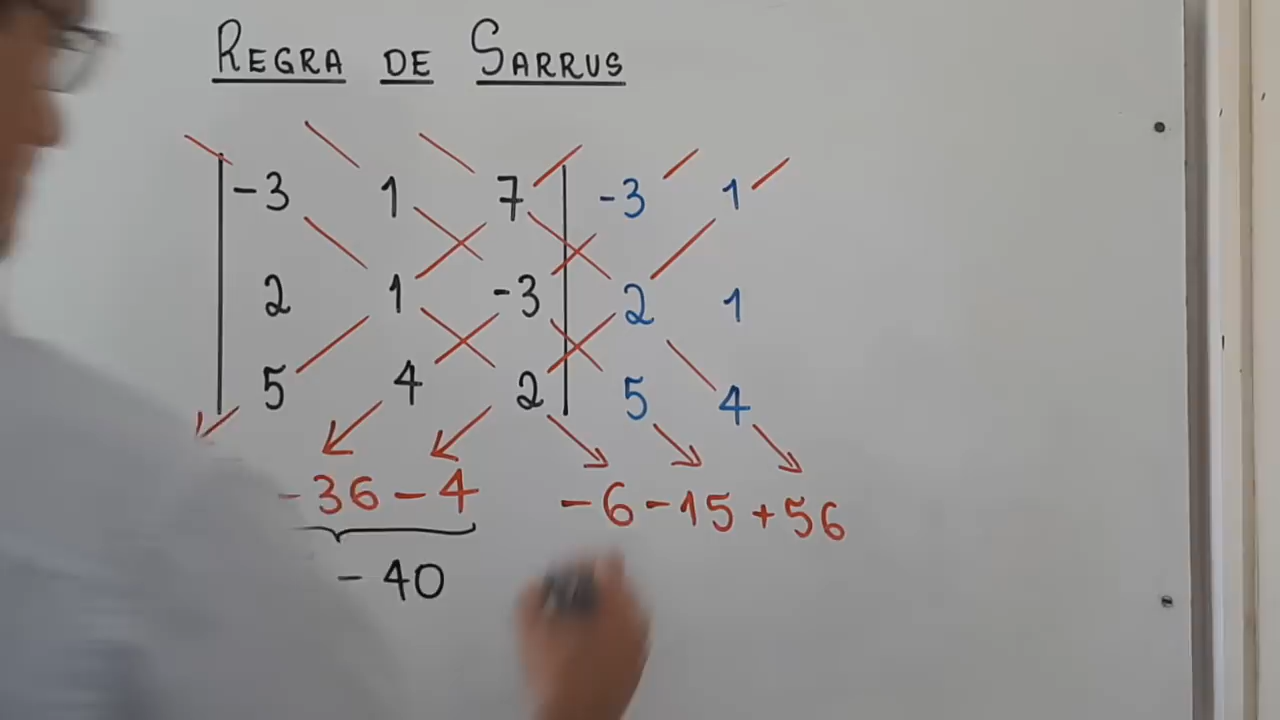 REGRA DE SARRUS
-3 1 7 -3 1
2 1 -3 2 1
5 4 2 5 4
-36 - 4 - 6 - 15 + 56
- 40